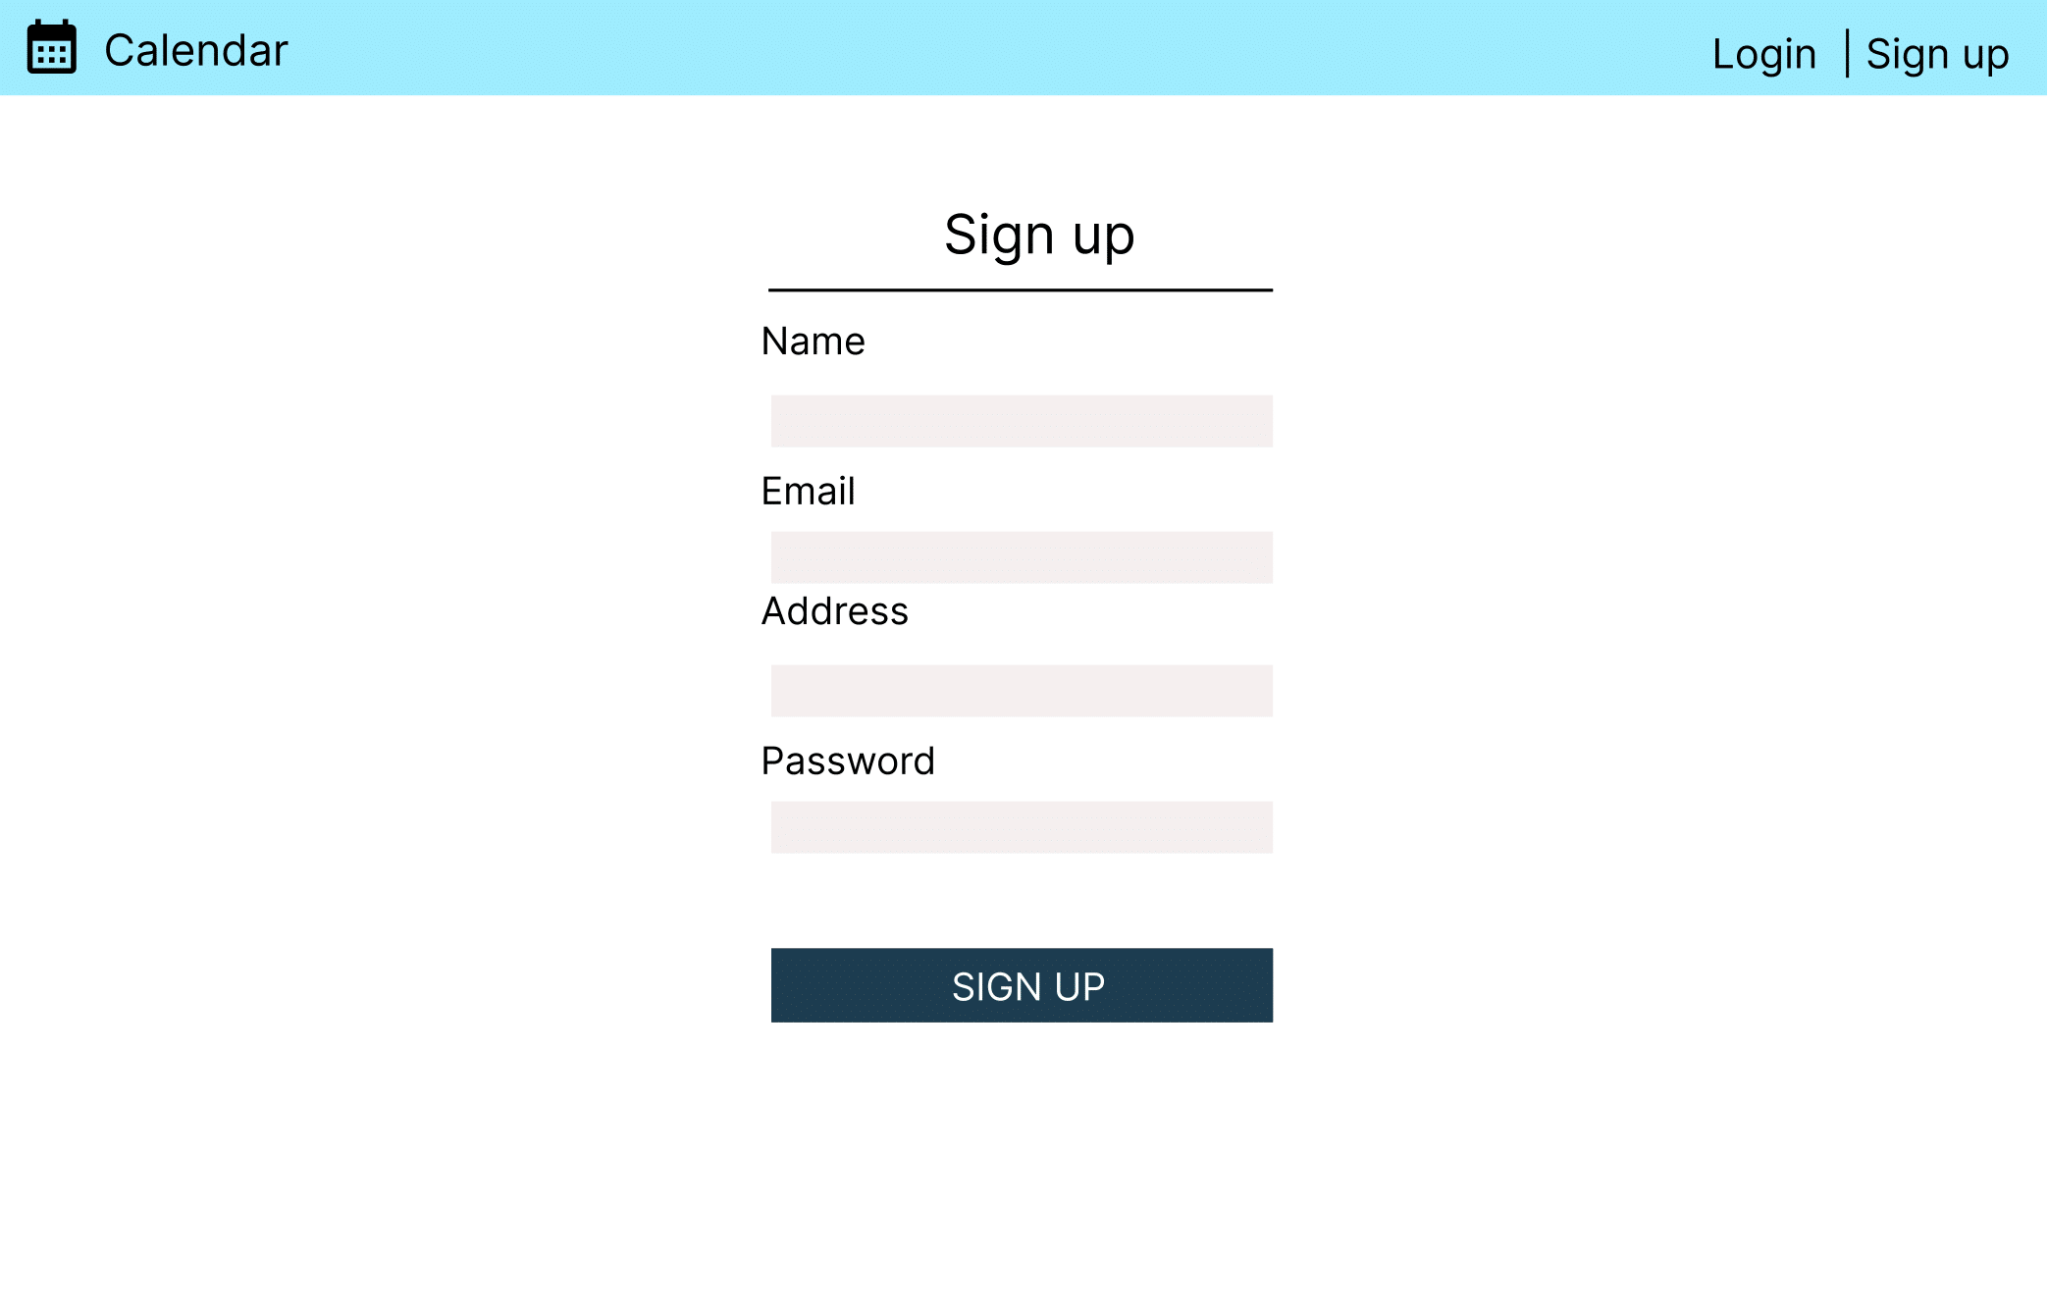 Calendar
Login | Sign up
Sign up
Name
Email
Address
Password
SIGN UP